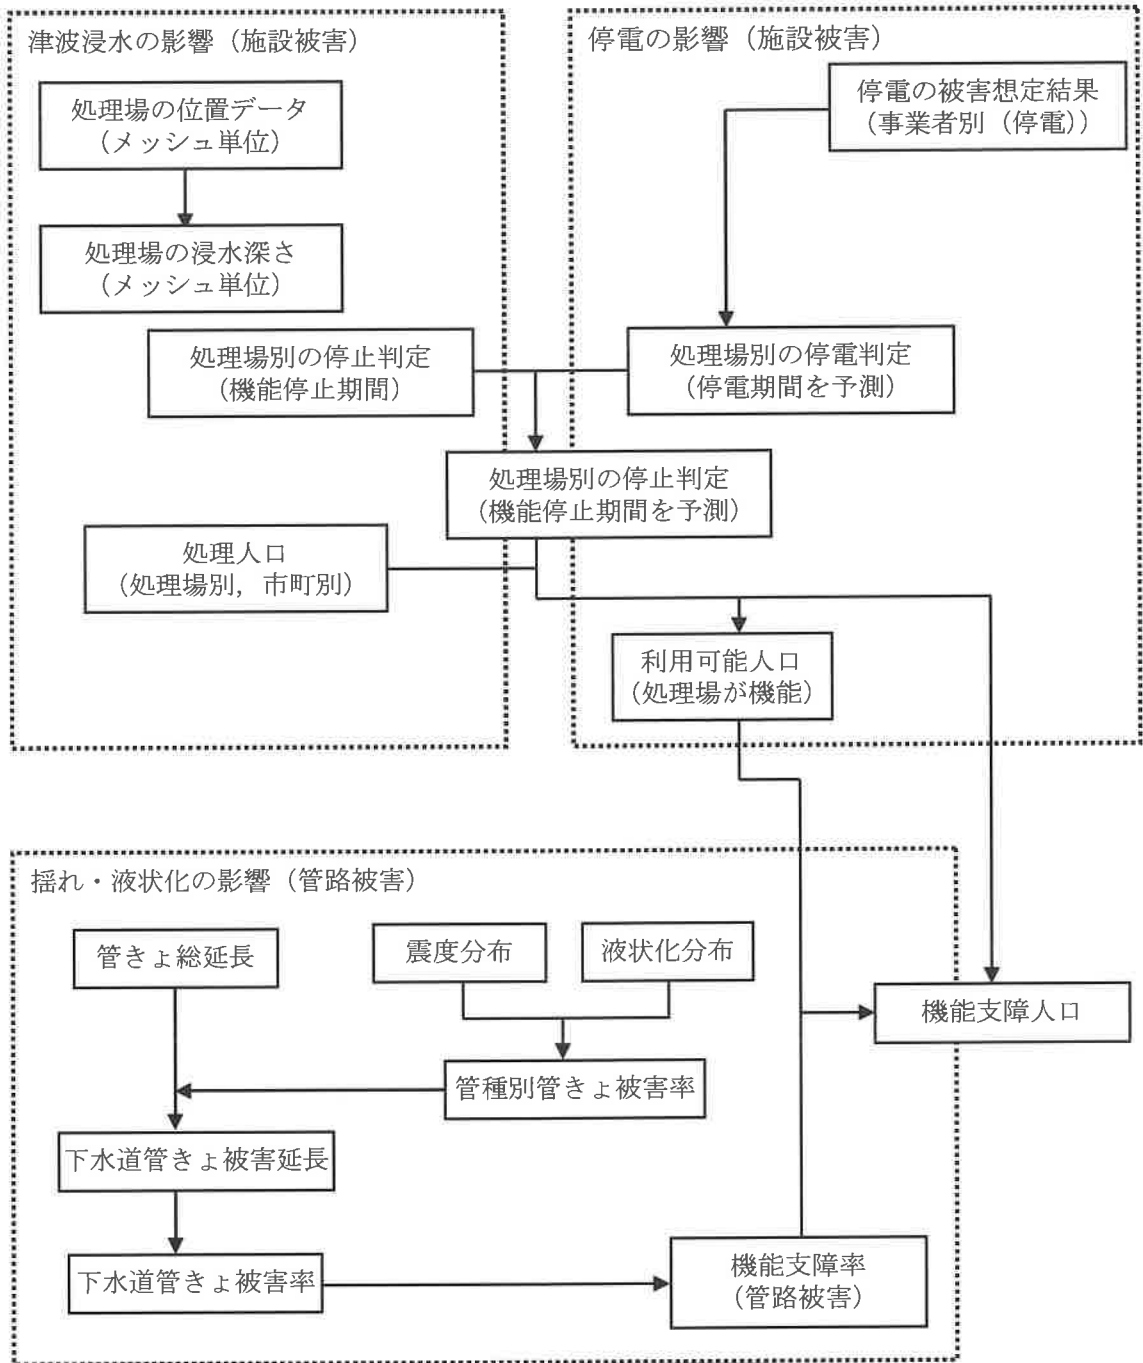 津波浸水の影響（施設被害）
処理場の位置データ
（メッシュ単位）
処理場の浸水深さ
（メッシュ単位）
処理場別の停止判定
（機能停止期間）
停電の影響（施設被害）
停電の被害想定結果
（事業者別（停電））
処理場別の停電判定
（停電期間を予測）
処理場別の停止判定
（機能停止期間を予測）
処理人口
（処理場別，市町別）
利用可能人口
（処理場が機能）
揺れ・液状化の影響（管路被害）
管きょ総延長
震度分布
液状化分布
機能支障人口
管種別管きょ被害率
下水道管きょ被害延長
下水道管きょ被害率
機能支障率
（管路被害）